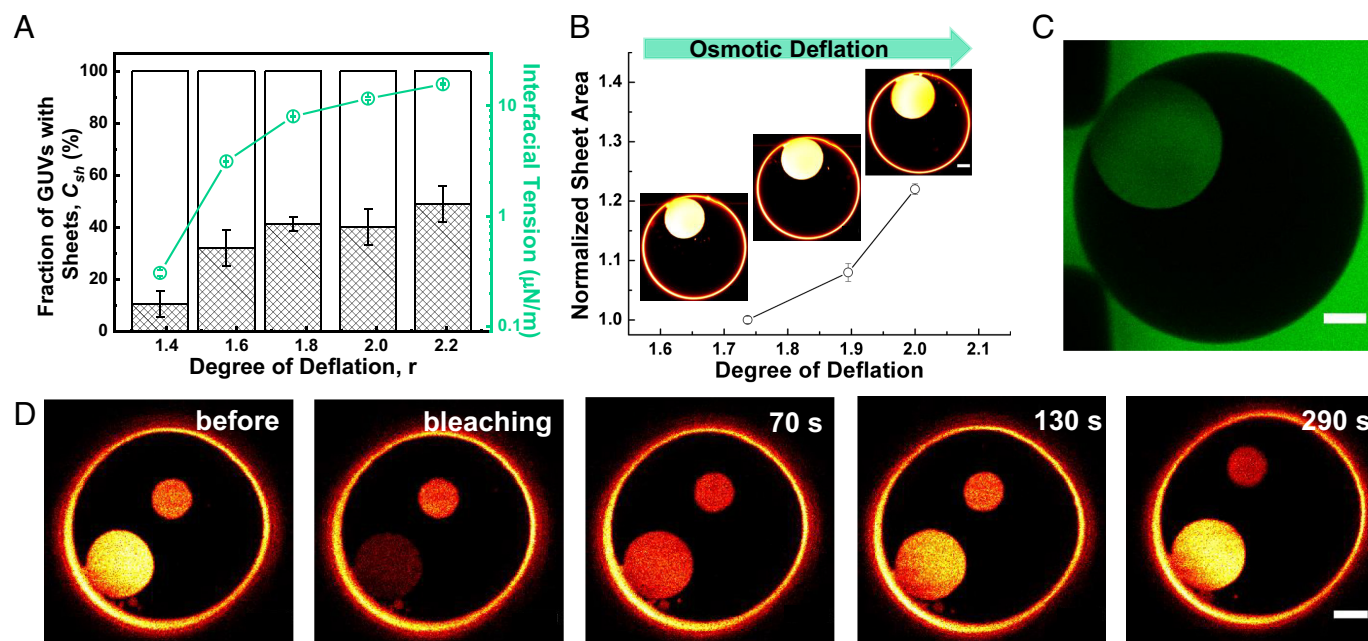 A
Fraction of GUVs with
Sheets, Csh (%)
100
80
60
40
20
0
1.4 1.6 1.8 2.0 2.2
Degree of Deflation, r
10
1
0.1
Interfacial Tension (μN/m)
B
Osmotic Deflation
Normalized Sheet Area
1.4
1.3
1.2
1.1
1.0
1.6 1.7 1.8 1.9 2.0 2.1
Degree of Deflation
C
D
before
bleaching
70 s
130 s
290 s